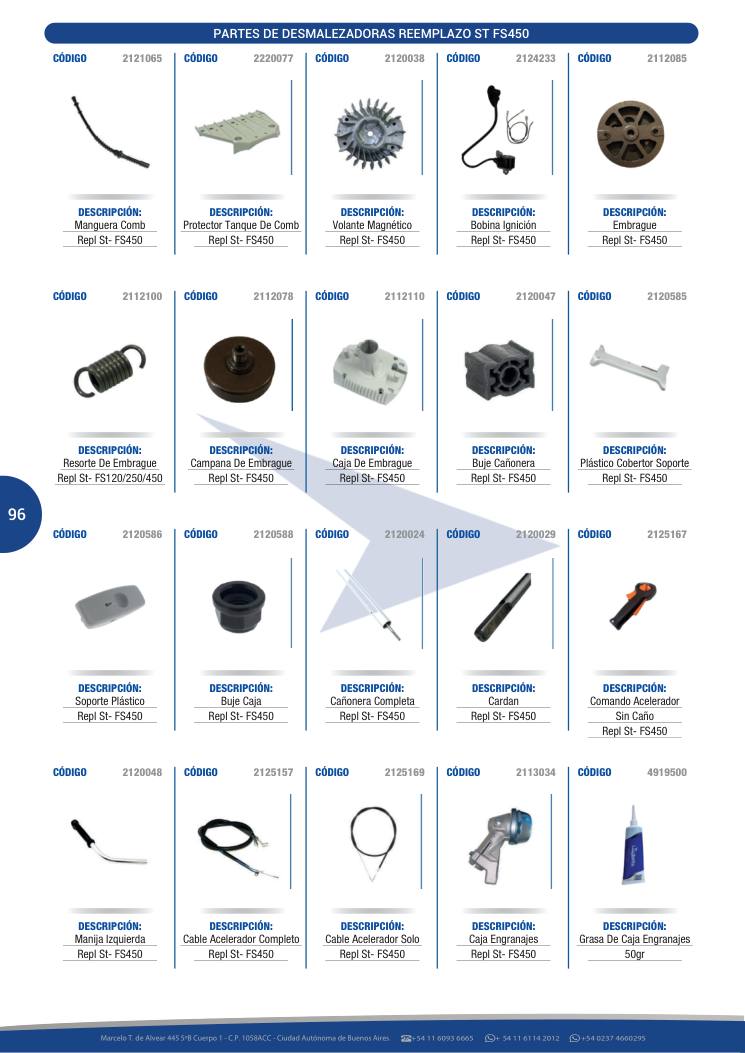 PARTES DE DESMALEZADORAS REEMPLAZO ST FS450
CÓDIGO 2121065
DESCRIPCIÓN:
Manguera Comb
Repl St- FS450
CÓDIGO 2220077
DESCRIPCIÓN:
Protector Tanque De Comb
Repl St- FS450
CÓDIGO 2120038
DESCRIPCIÓN:
Volante Magnético
Repl St- FS450
CÓDIGO 2124233
DESCRIPCIÓN:
Bobina Ignición
Repl St- FS450
CÓDIGO 2112085
DESCRIPCIÓN:
Embrague
Repl St- FS450
CÓDIGO 2112100
DESCRIPCIÓN:
Resorte De Embrague
Repl St- FS120/250/450
CÓDIGO 2112078
DESCRIPCIÓN:
Campana De Embrague
Repl St- FS450
CÓDIGO 2112110
DESCRIPCIÓN:
Caja De Embrague
Repl St- FS450
CÓDIGO 2120047
DESCRIPCIÓN:
Buje Cañonera
Repl St- FS450
CÓDIGO 2120585
DESCRIPCIÓN:
Plástico Cobertor Soporte
Repl St- FS450
96
CÓDIGO 2120586
DESCRIPCIÓN:
Soporte Plástico
Repl St- FS450
CÓDIGO 2120588
DESCRIPCIÓN:
Buje Caja
Repl St- FS450
CÓDIGO 2120024
DESCRIPCIÓN:
Cañonera Completa
Repl St- FS450
CÓDIGO 2120029
DESCRIPCIÓN:
Cardan
Repl St- FS450
CÓDIGO 2125167
DESCRIPCIÓN:
Comando Acelerador
Sin Caño
Repl St- FS450
CÓDIGO 2120048
DESCRIPCIÓN:
Manija Izquierda
Repl St- FS450
CÓDIGO 2125157
DESCRIPCIÓN:
Cable Acelerador Completo
Repl St- FS450
CÓDIGO 2125169
DESCRIPCIÓN:
Cable Acelerador Solo
Repl St- FS450
CÓDIGO 2113034
DESCRIPCIÓN:
Caja Engranajes
Repl St- FS450
CÓDIGO 4919500
DESCRIPCIÓN:
Grasa De Caja Engranajes
50gr
Marcelo T. de Alvear 445 5ºB Cuerpo 1 - C.P. 1058ACC - Ciudad Autónoma de Buenos Aires +54 11 6093 6665 + 54 11 6114 2012 +54 0237 4660295